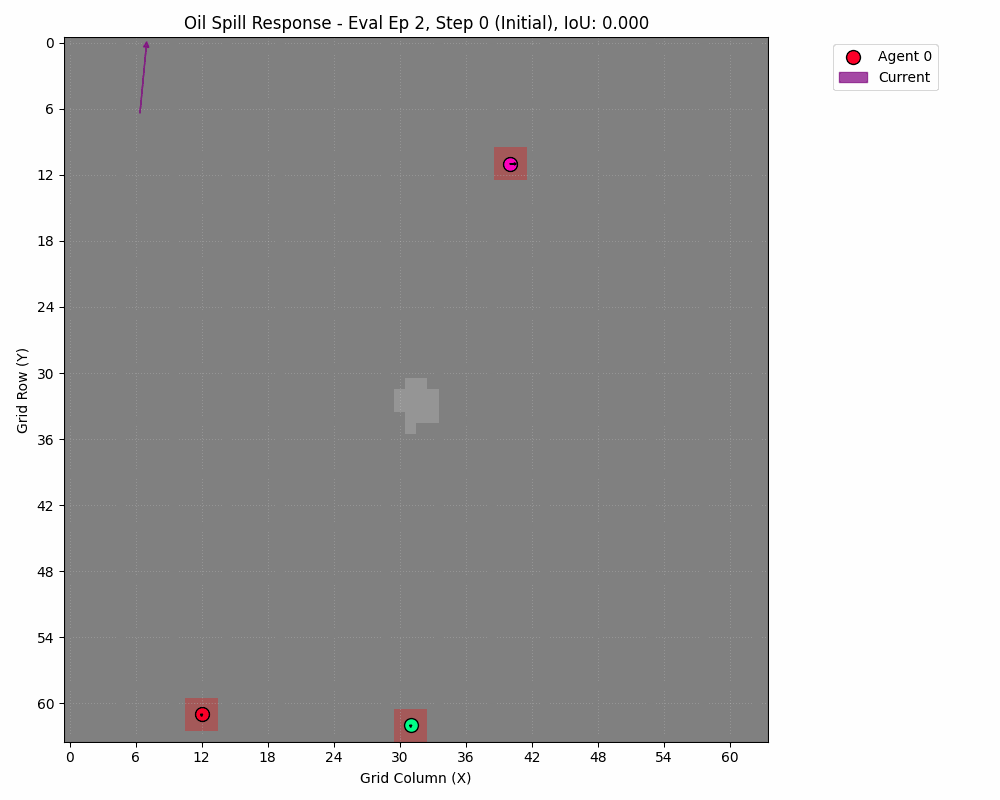 Oil Spill Response - Eval Ep 2, Step 0 (Initial), IoU: 0.000
Agent 0
Current
0
6
12
18
24
30
36
42
48
54
60
Grid Row (Y)
0 6 12 18 24 30 36 42 48 54 60
Grid Column (X)